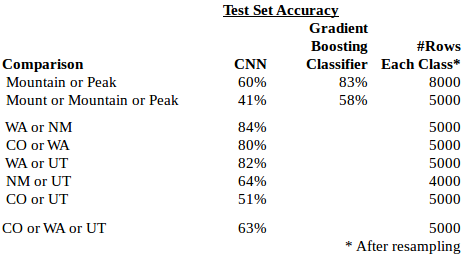 Test Set Accuracy
Gradient
Boosting #Rows
Comparison CNN Classifier Each Class*
Mountain or Peak 60% 83% 8000
Mount or Mountain or Peak 41% 58% 5000
WA or NM 84% 5000
CO or WA 80% 5000
WA or UT 82% 5000
NM or UT 64% 4000
CO or UT 51% 5000
CO or WA or UT 63% 5000
* After resampling